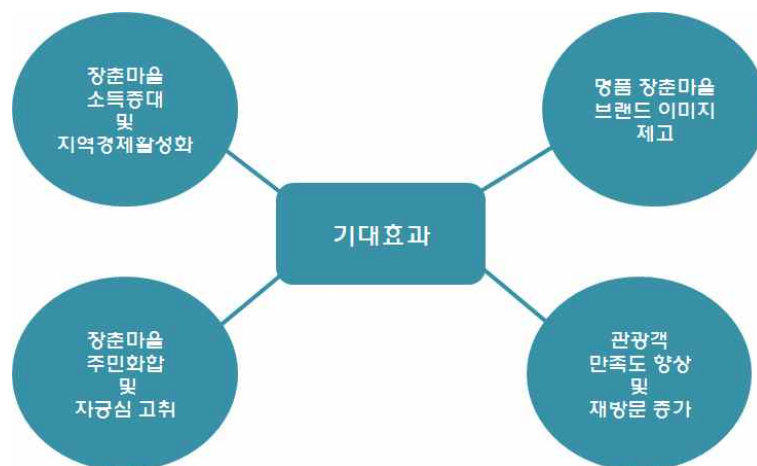 장춘마을
소득증대
및
지역경제활성화
명품 장춘마을
브랜드 이미지
제고
기대효과
장춘마을
주민화합
및
자긍심 고취
관광객
만족도 향상
및
재방문 증가